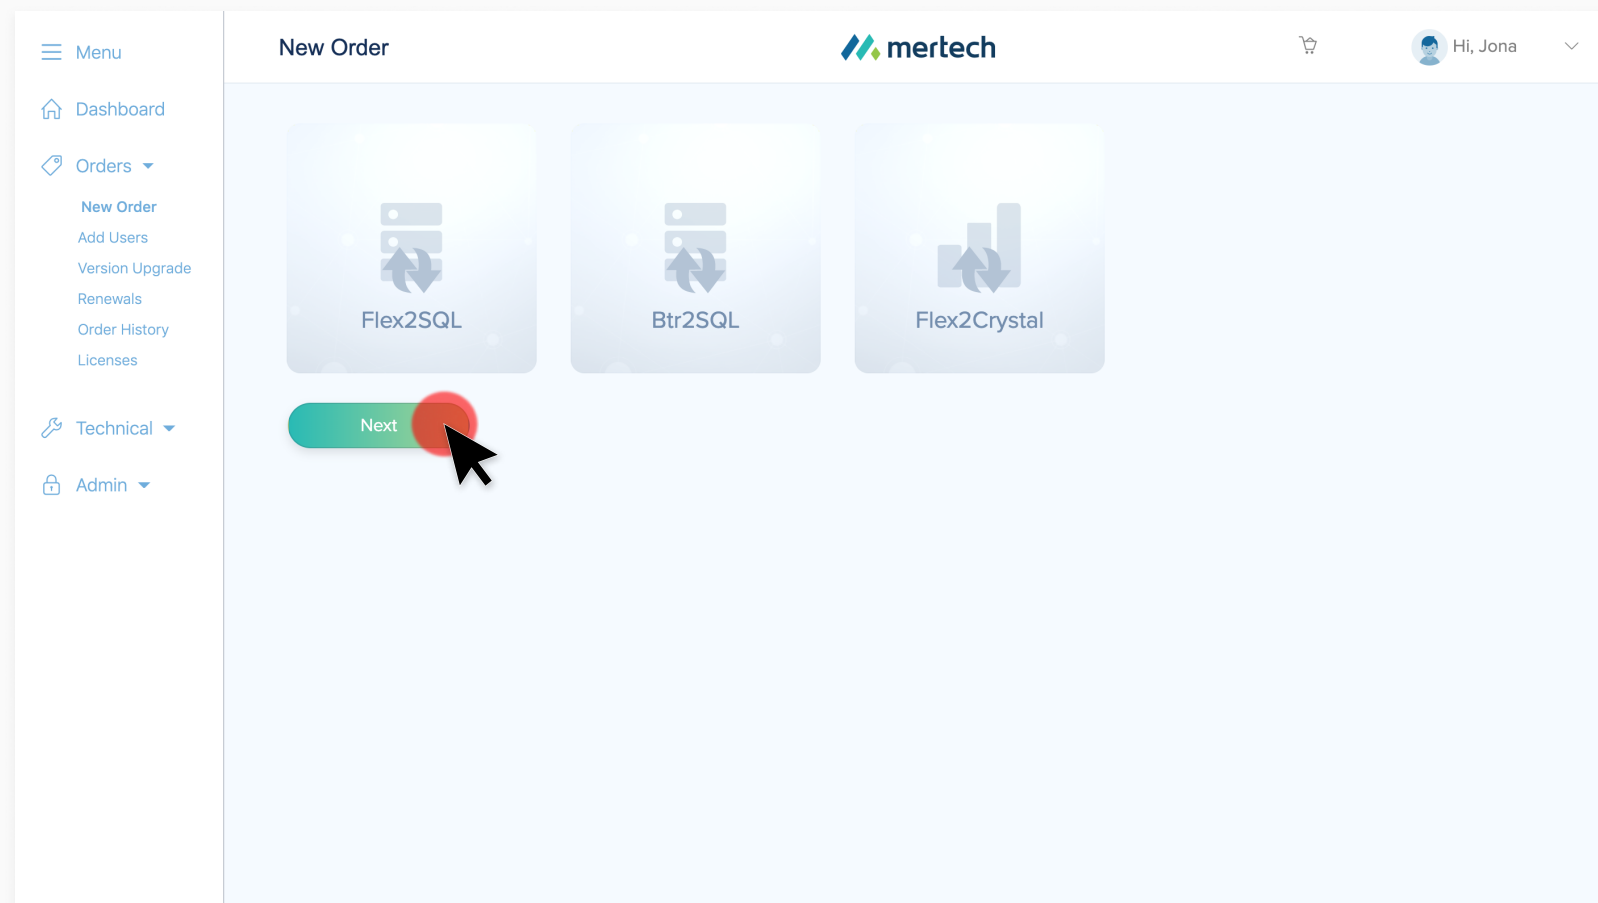 Menu
Dashboard
Orders
New Order
Add Users
Version Upgrade
Renewals
Order History
Licenses
Technical
Admin
New Order
mertech
Hi, Jona
Flex2SQL
Btr2SQL
Flex2Crystal
Next